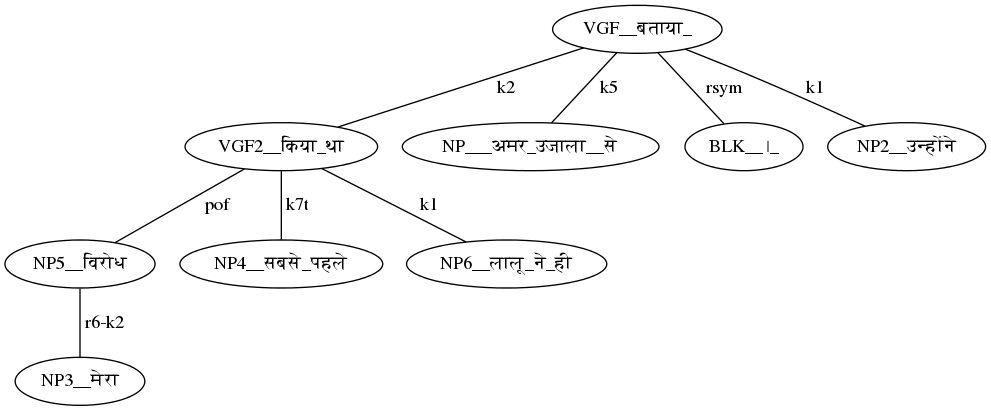 VGF__बताया_
k2
k5
rsym
k1
VGF2__किया_था
NP___अमर_उजाला__से
BLK__।_
NP2__उन्होंने
pof
k7t
k1
NP5__विरोध
NP4__सबसे_पहले
NP6__लालू_ने_ही
r6-k2
NP3__मेरा